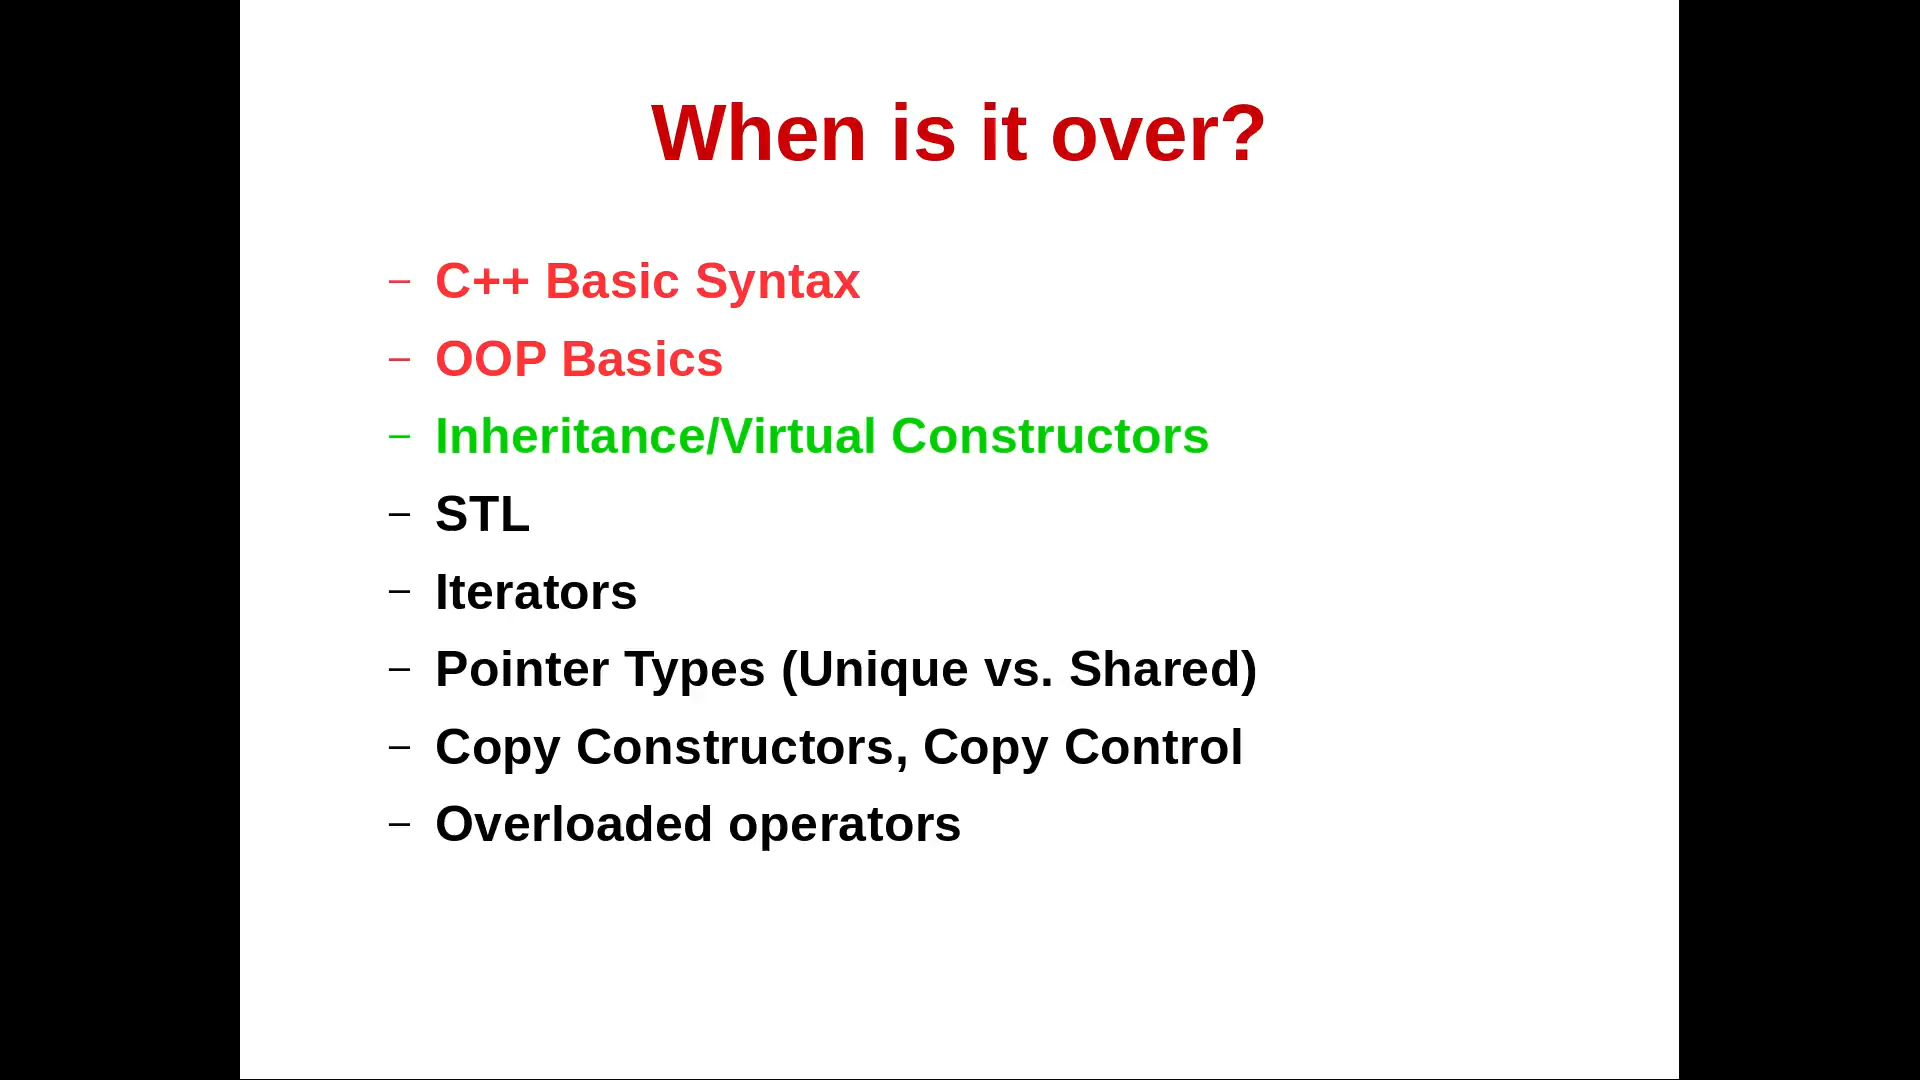 When is it over?
– C++ Basic Syntax
– OOP Basics
– Inheritance/Virtual Constructors
– STL
– Iterators
– Pointer Types (Unique vs. Shared)
– Copy Constructors, Copy Control
– Overloaded operators